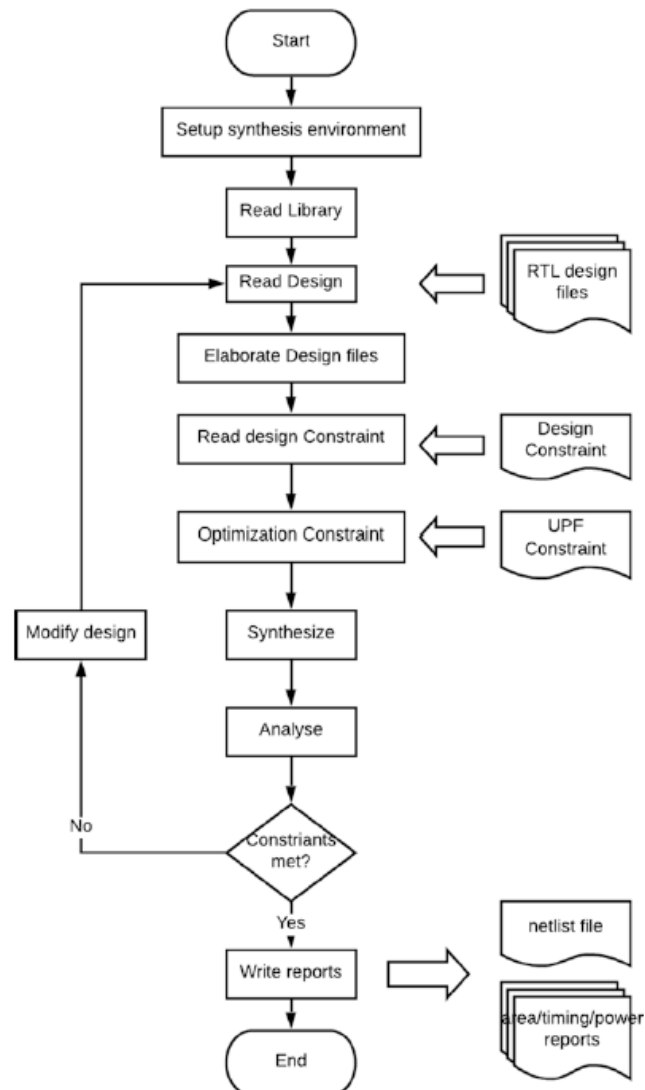 Start
Setup synthesis environment
Read Library
Read Design
RTL design
files
Elaborate Design files
Read design Constraint
Design
Constraint
Optimization Constraint
UPF
Constraint
Modify design
Synthesize
Analyse
No
Constriants
met?
Yes
netlist file
Write reports
area/timing/power
reports
End